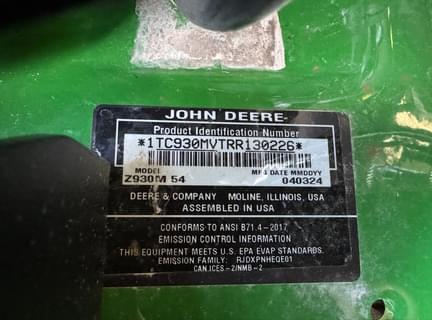 JOHN DEERE
Product Identification Number
*1TC930MVTRR130226*
MODEL MFG DATE MMDDYY
Z930M 54 040324
DEERE & COMPANY MOLINE, ILLINOIS, USA
ASSEMBLED IN USA
CONFORMS TO ANSI B71.4-2017
EMISSION CONTROL INFORMATION
THIS EQUIPMENT MEETS U.S. EPA EVAP STANDARDS.
EMISSION FAMILY: RJDXPNHEQE01
CAN ICES-2/NMB-2